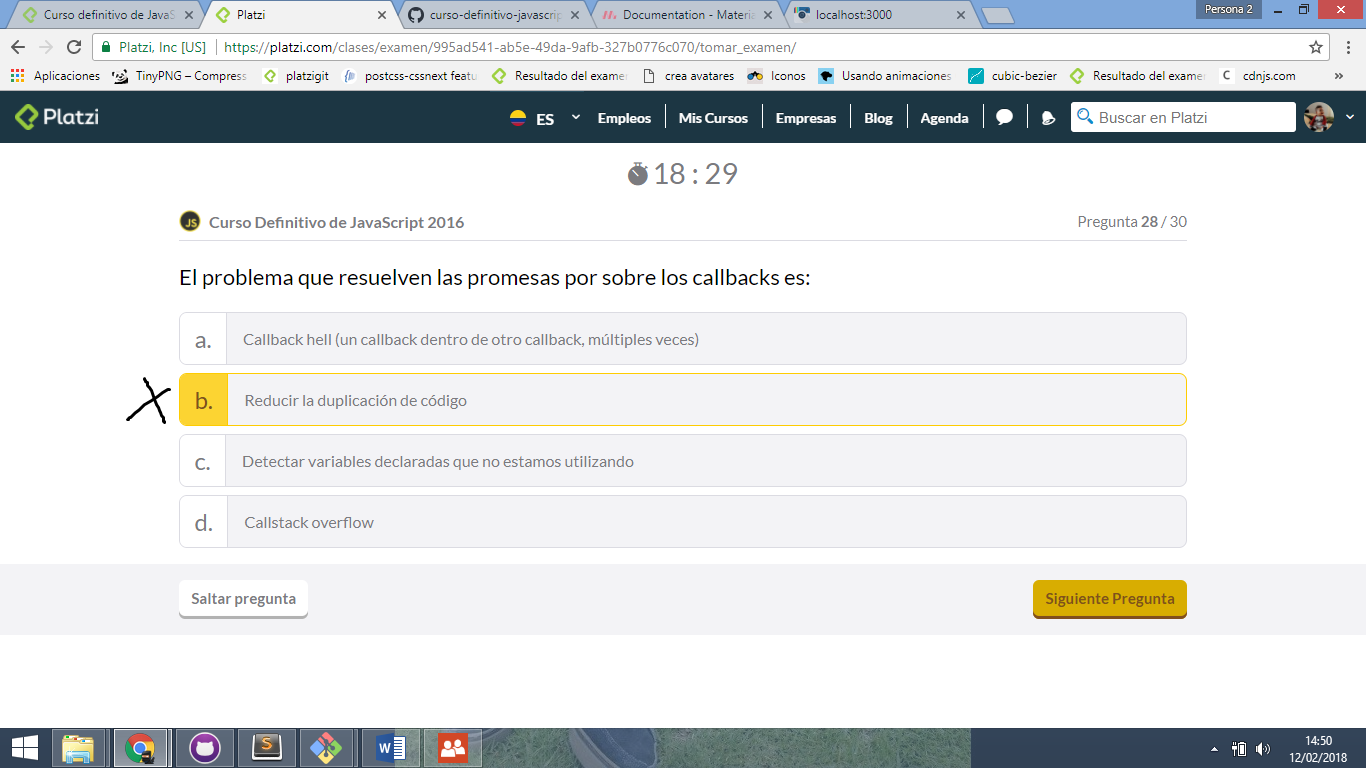 Curso definitivo de JavaS
Platzi
curso-definitivo-javascrip
Documentation - Materia
localhost:3000
Persona 2
Platzi, Inc [US]
https://platzi.com/clases/examen/995ad541-ab5e-49da-9afb-327b0776c070/tomar_examen/
Aplicaciones
TinyPNG – Compress
platzigit
postcss-cssnext featu
Resultado del exame
crea avatares
Iconos
Usando animaciones
cubic-bezier
Resultado del exame
cdnjs.com
»
Platzi
ES
Empleos
Mis Cursos
Empresas
Blog
Agenda
Buscar en Platzi
18 : 29
JS
Curso Definitivo de JavaScript 2016
Pregunta 28 / 30
El problema que resuelven las promesas por sobre los callbacks es:
a. Callback hell (un callback dentro de otro callback, múltiples veces)
b. Reducir la duplicación de código
c. Detectar variables declaradas que no estamos utilizando
d. Callstack overflow
Saltar pregunta
Siguiente Pregunta
14:50
12/02/2018